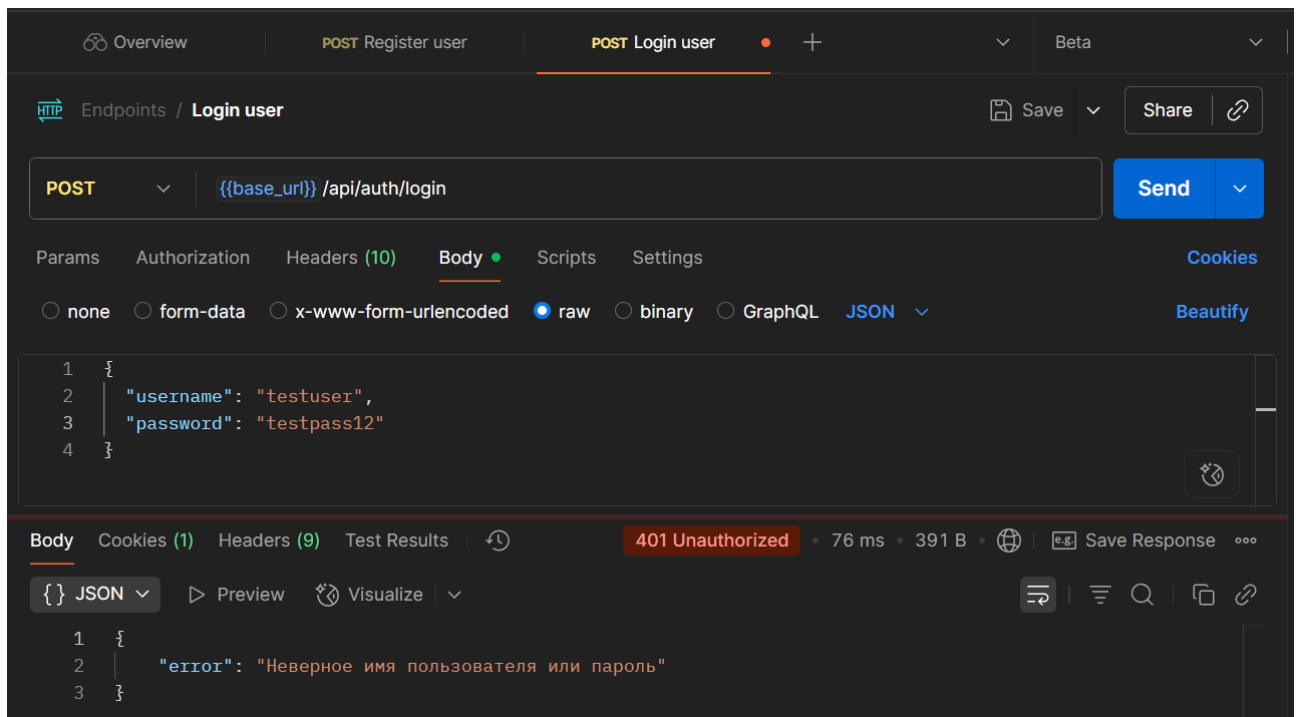 Overview POST Register user POST Login user Beta
HTTP Endpoints / Login user Save Share
POST {{base_url}} /api/auth/login Send
Params Authorization Headers (10) Body Scripts Settings Cookies
none form-data x-www-form-urlencoded raw binary GraphQL JSON Beautify
1 {
2 "username": "testuser",
3 "password": "testpass12"
4 }
Body Cookies (1) Headers (9) Test Results 401 Unauthorized • 76 ms • 391 B • e.g. Save Response
{} JSON Preview Visualize
1 {
2 "error": "Неверное имя пользователя или пароль"
3 }